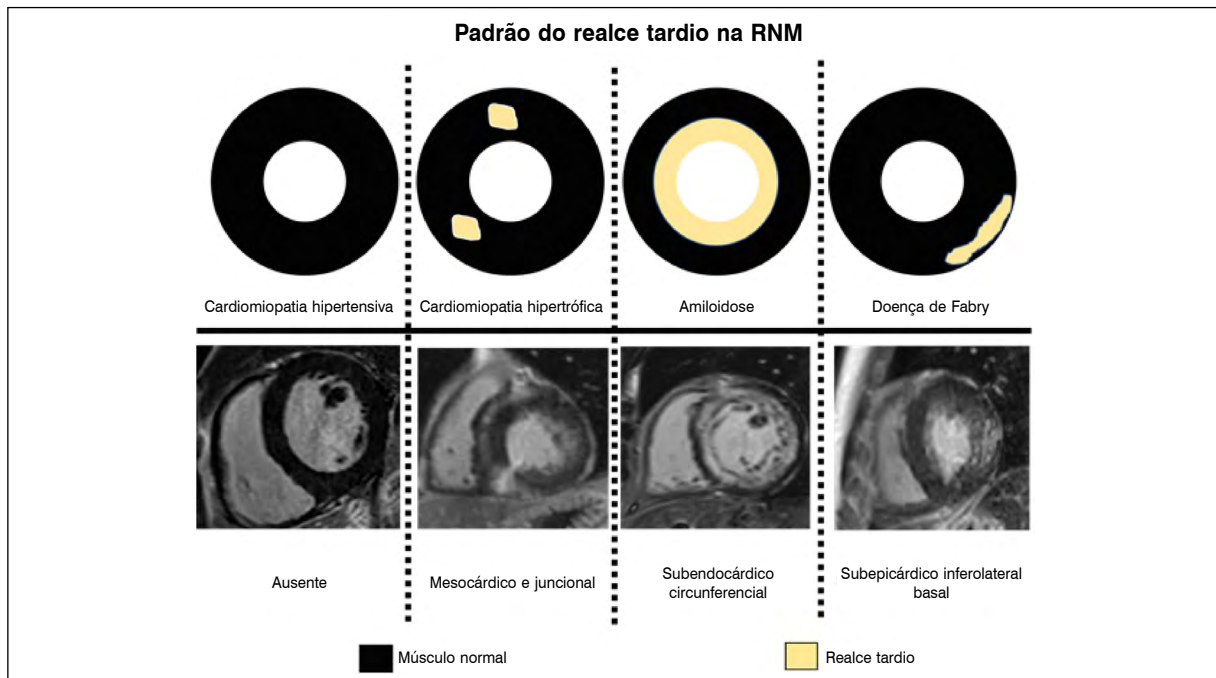 Padrão do realce tardio na RNM
Cardiomiopatia hipertensiva
Cardiomiopatia hipertrófica
Amiloidose
Doença de Fabry
Ausente
Mesocárdico e juncional
Subendocárdico
circunferencial
Subepicárdico inferolateral
basal
Músculo normal
Realce tardio